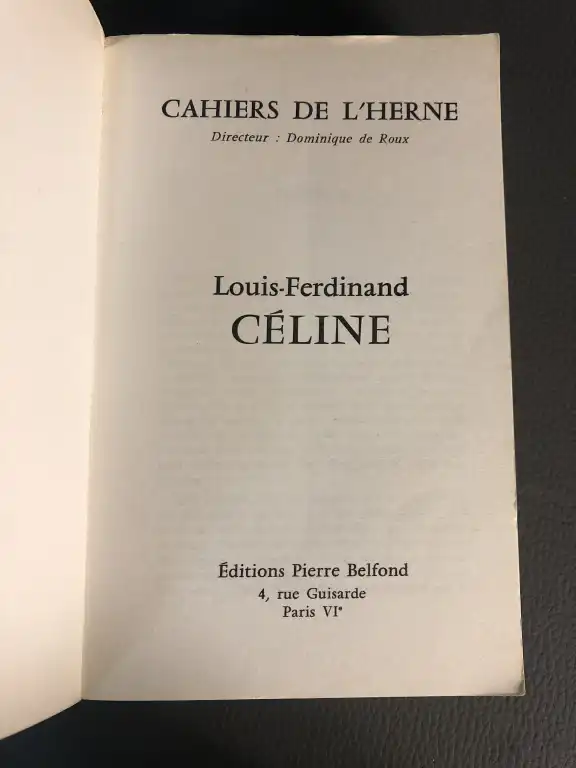 CAHIERS DE L'HERNE
Directeur : Dominique de Roux
Louis-Ferdinand
CÉLINE
Éditions Pierre Belfond
4, rue Guisarde
Paris VIᵉ